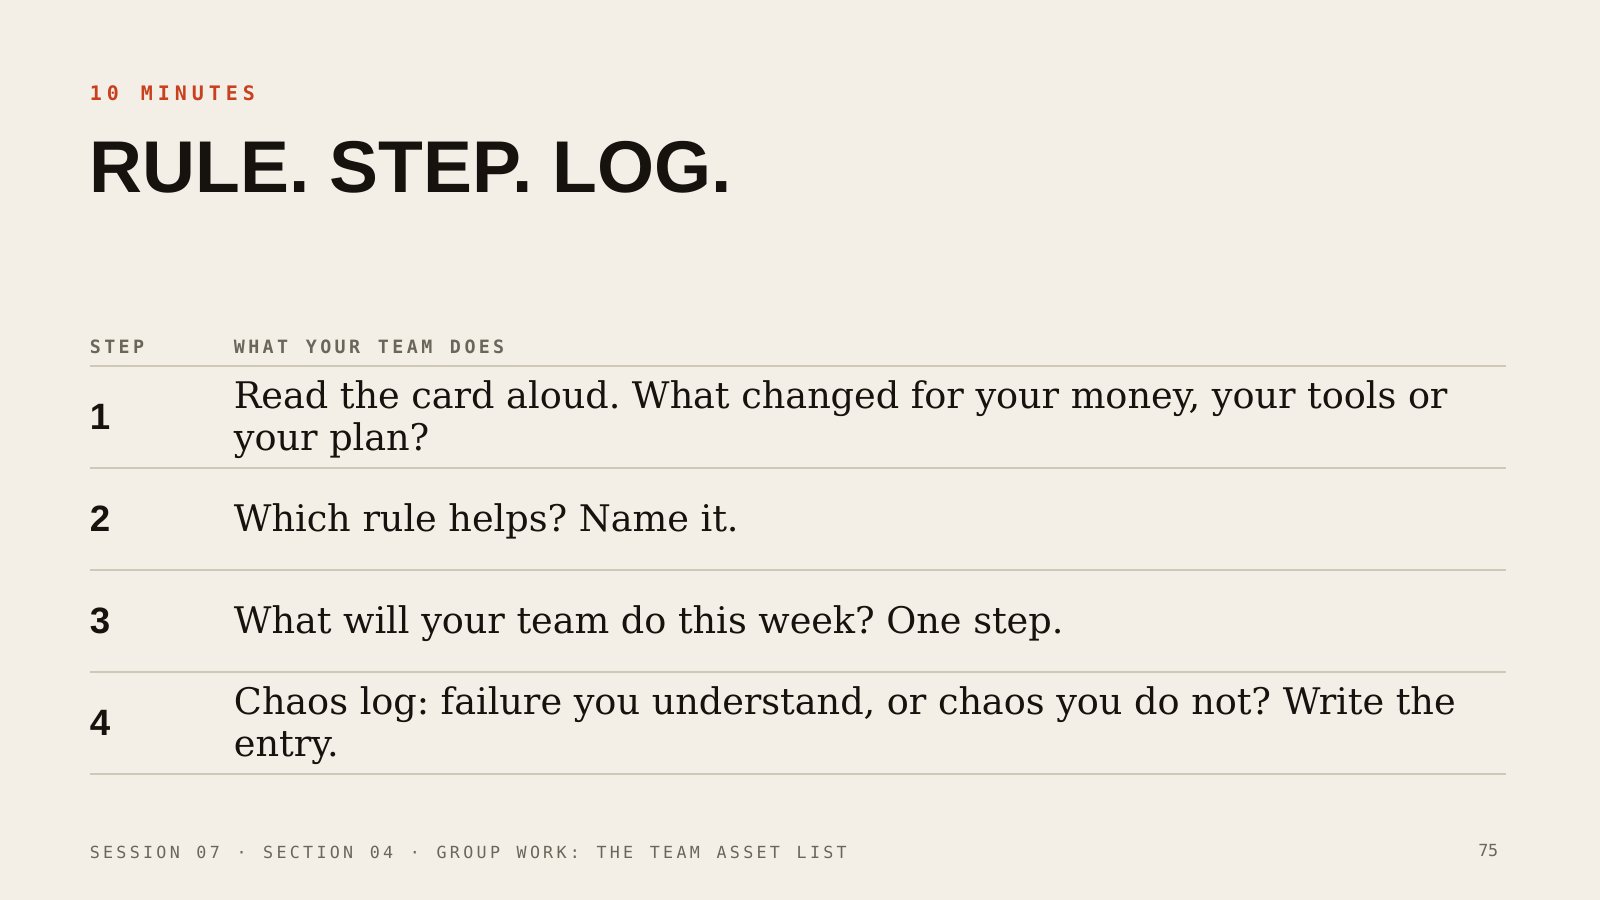 10 MINUTES
RULE. STEP. LOG.
STEP WHAT YOUR TEAM DOES
1 Read the card aloud. What changed for your money, your tools or
your plan?
2 Which rule helps? Name it.
3 What will your team do this week? One step.
4 Chaos log: failure you understand, or chaos you do not? Write the
entry.
SESSION 07 · SECTION 04 · GROUP WORK: THE TEAM ASSET LIST 75